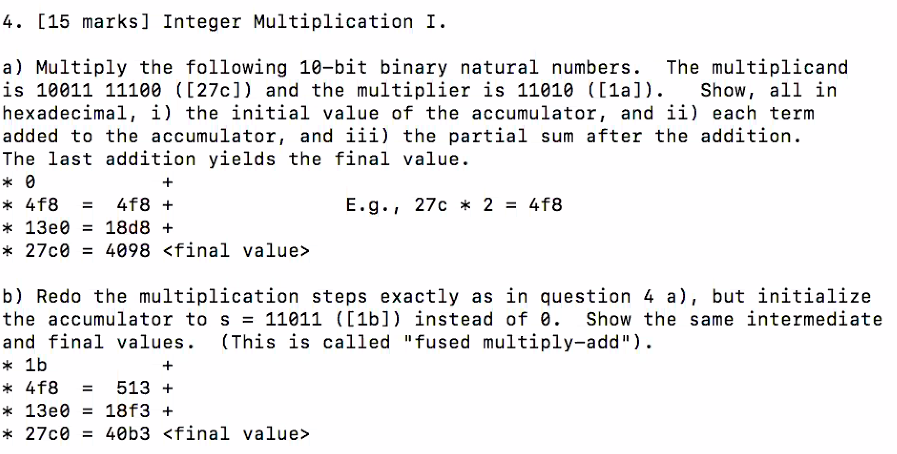 4. [15 marks] Integer Multiplication I.
a) Multiply the following 10-bit binary natural numbers.  The multiplicand
is 10011 11100 ([27c]) and the multiplier is 11010 ([1a]).   Show, all in
hexadecimal, i) the initial value of the accumulator, and ii) each term
added to the accumulator, and iii) the partial sum after the addition.
The last addition yields the final value.
* 0            +
* 4f8  =  4f8 +               E.g., 27c * 2 = 4f8
* 13e0 = 18d8 +
* 27c0 = 4098 <final value>
b) Redo the multiplication steps exactly as in question 4 a), but initialize
the accumulator to s = 11011 ([1b]) instead of 0.  Show the same intermediate
and final values.  (This is called "fused multiply-add").
* 1b           +
* 4f8  =  513 +
* 13e0 = 18f3 +
* 27c0 = 40b3 <final value>